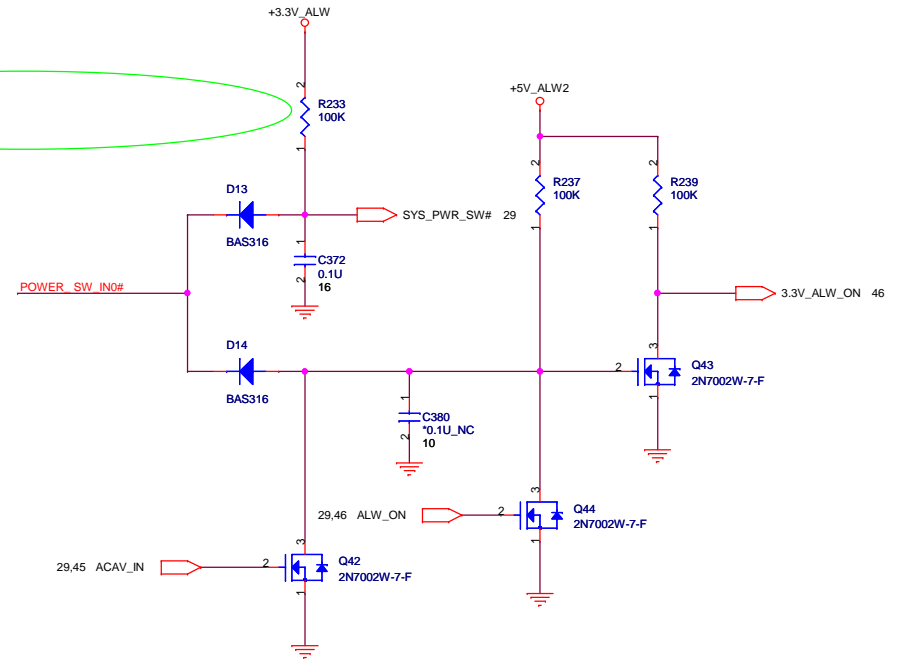 +3.3V_ALW
2
R233
100K
1
+5V_ALW2
2
R237
100K
1
2
R239
100K
1
D13
BAS316
SYS_PWR_SW# 29
1
C372
0.1U
2
16
POWER_SW_IN0#
3.3V_ALW_ON 46
D14
BAS316
3
2
Q43
2N7002W-7-F
1
1
C380
*0.1U_NC
2
10
29,46 ALW_ON
3
2
Q44
2N7002W-7-F
1
29,45 ACAV_IN
3
2
Q42
2N7002W-7-F
1